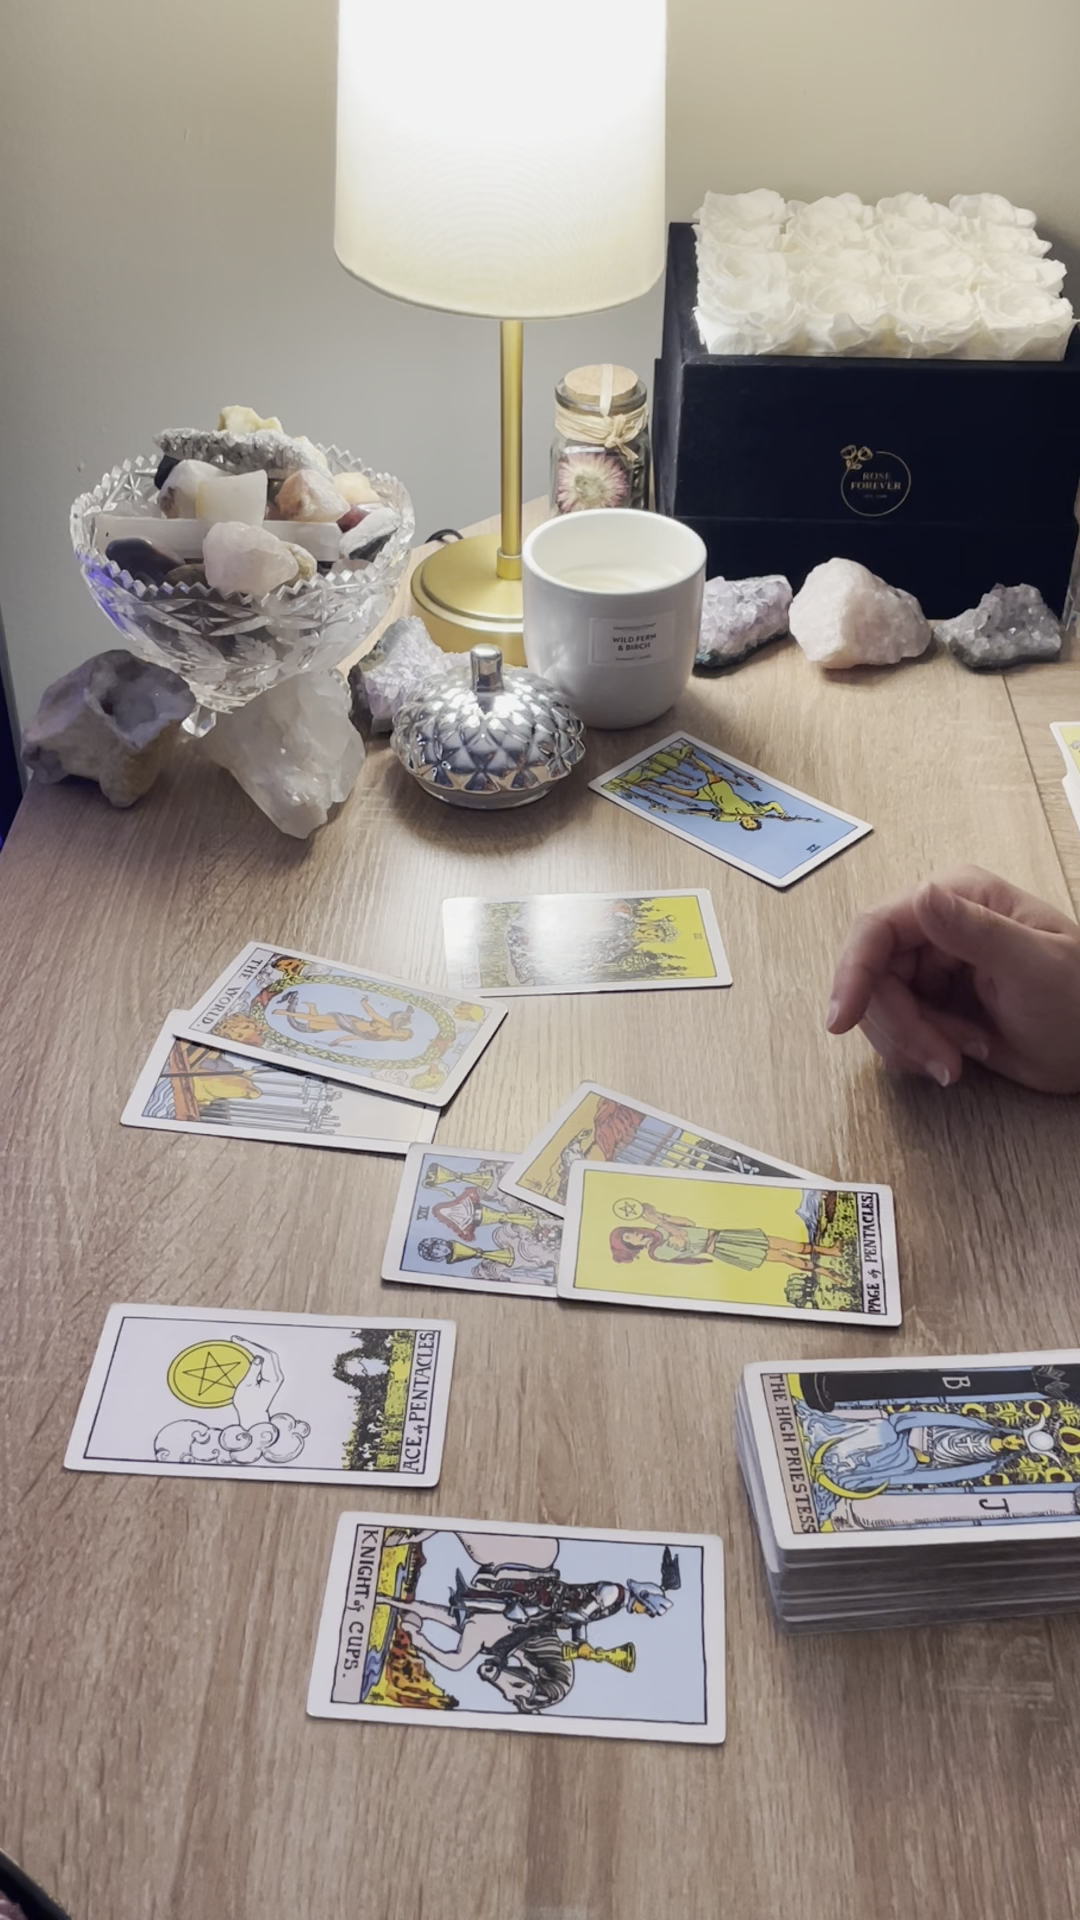 ROSE
FOREVER
WILD FERN
& BIRCH
THE WORLD.
VII
PAGE of PENTACLES
ACE of PENTACLES
B
J
THE HIGH PRIESTESS
KNIGHT of CUPS.